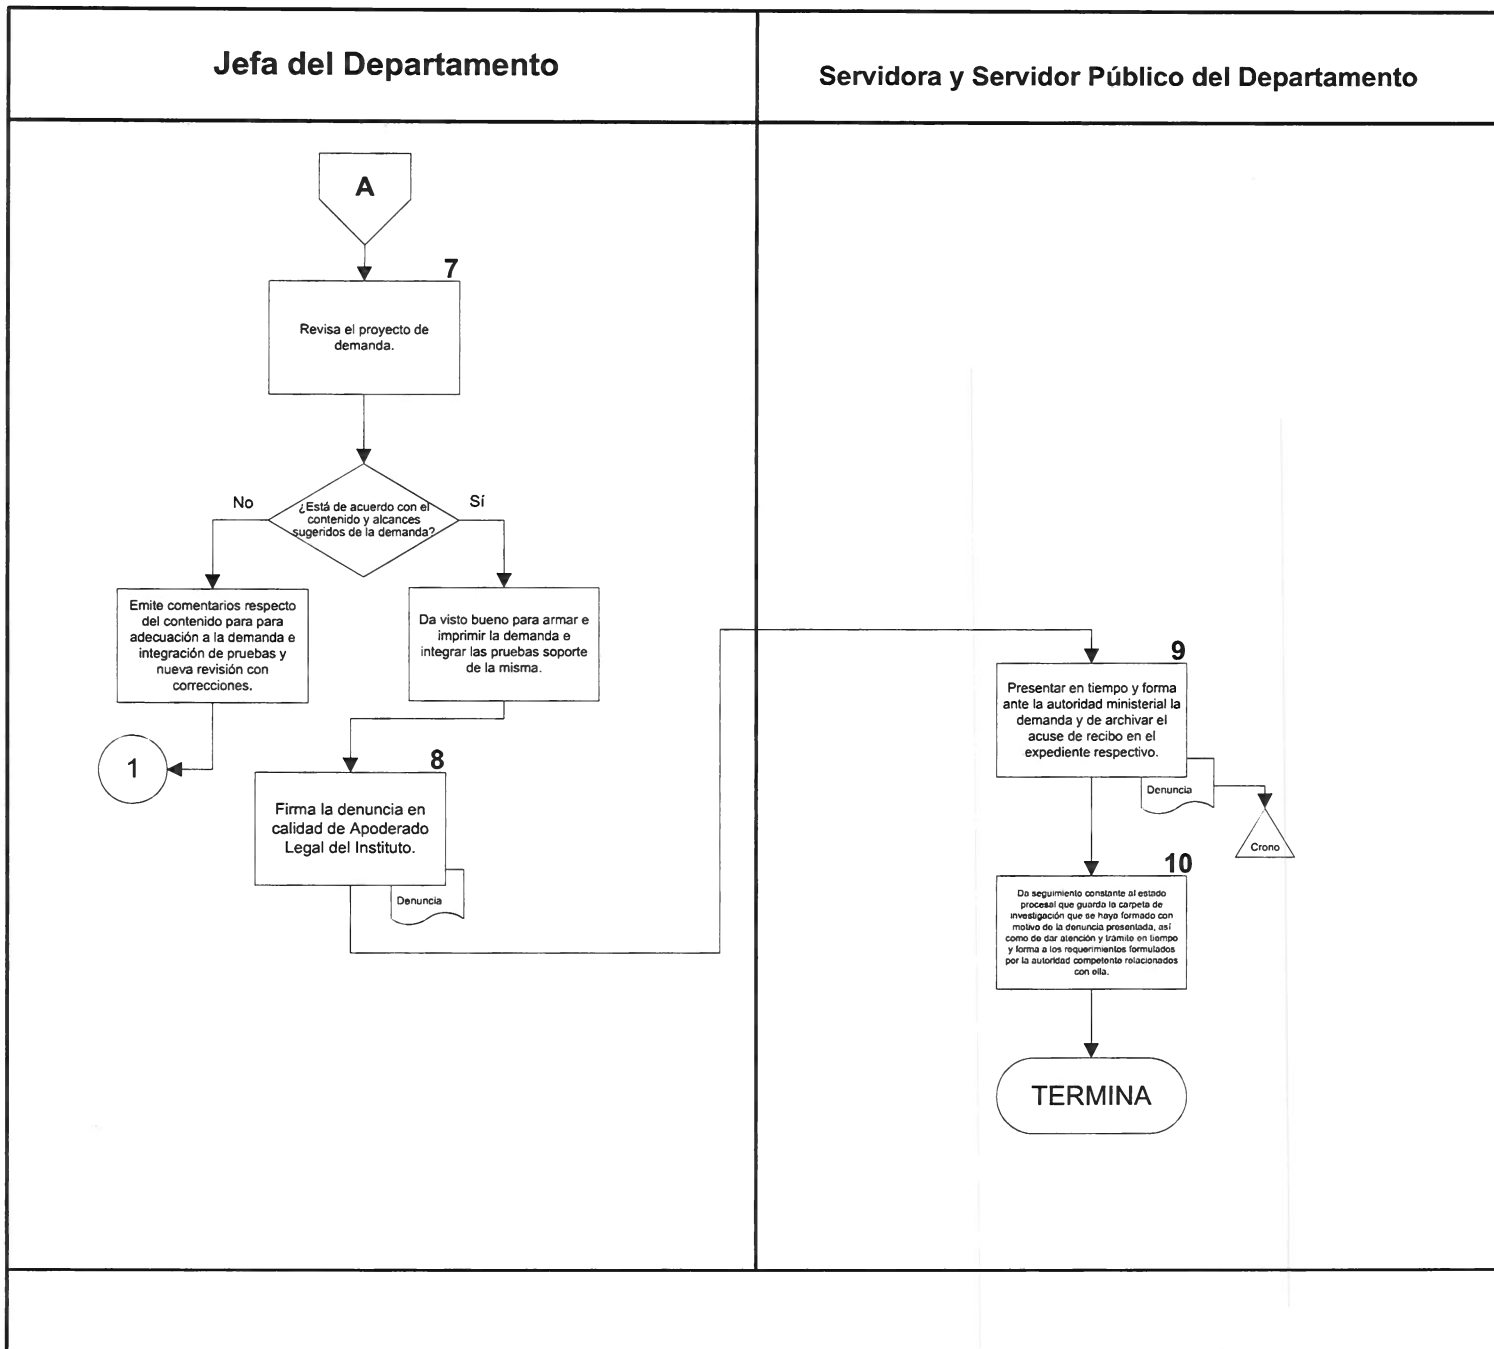 Jefa del Departamento
Servidora y Servidor Público del Departamento
A
7
Revisa el proyecto de
demanda.
No
Sí
¿Está de acuerdo con el
contenido y alcances
sugeridos de la demanda?
Emite comentarios respecto
del contenido para para
adecuación a la demanda e
integración de pruebas y
nueva revisión con
correcciones.
Da visto bueno para armar e
imprimir la demanda e
integrar las pruebas soporte
de la misma.
1
8
Firma la denuncia en
calidad de Apoderado
Legal del Instituto.
Denuncia
9
Presentar en tiempo y forma
ante la autoridad ministerial la
demanda y de archivar el
acuse de recibo en el
expediente respectivo.
Denuncia
Crono
10
Da seguimiento constante al estado
procesal que guarda la carpeta de
investigación que se haya formado con
motivo de la denuncia presentada, así
como de dar atención y trámite en tiempo
y forma a los requerimientos formulados
por la autoridad competente relacionados
con ella.
TERMINA